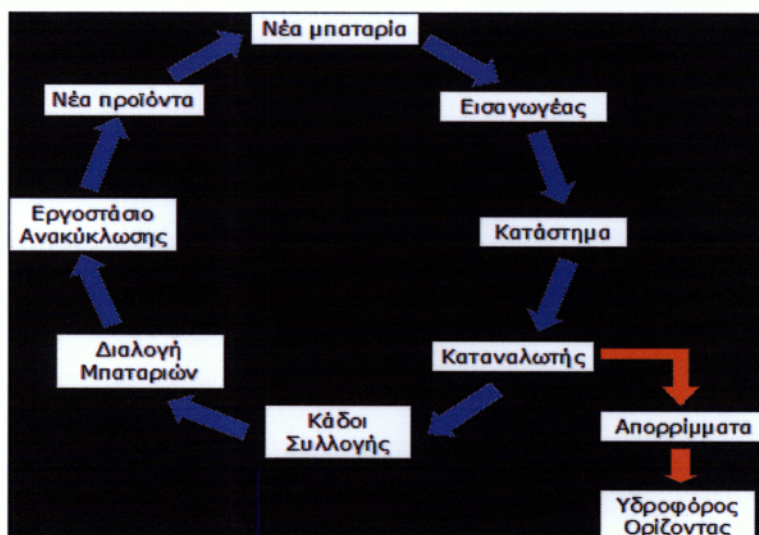 Νέα μπαταρία
Εισαγωγέας
Κατάστημα
Καταναλωτής
Απορρίμματα
Υδροφόρος
Ορίζοντας
Κάδοι
Συλλογής
Διαλογή
Μπαταριών
Εργοστάσιο
Ανακύκλωσης
Νέα προϊόντα